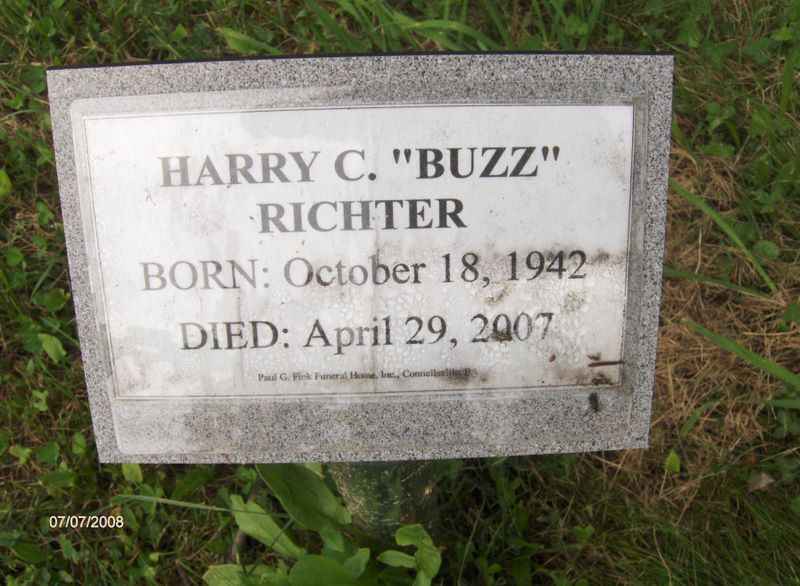 HARRY C. "BUZZ"
RICHTER
BORN: October 18, 1942
DIED: April 29, 2007
Paul G. Fink Funeral Home, Inc., Connellsville,
07/07/2008